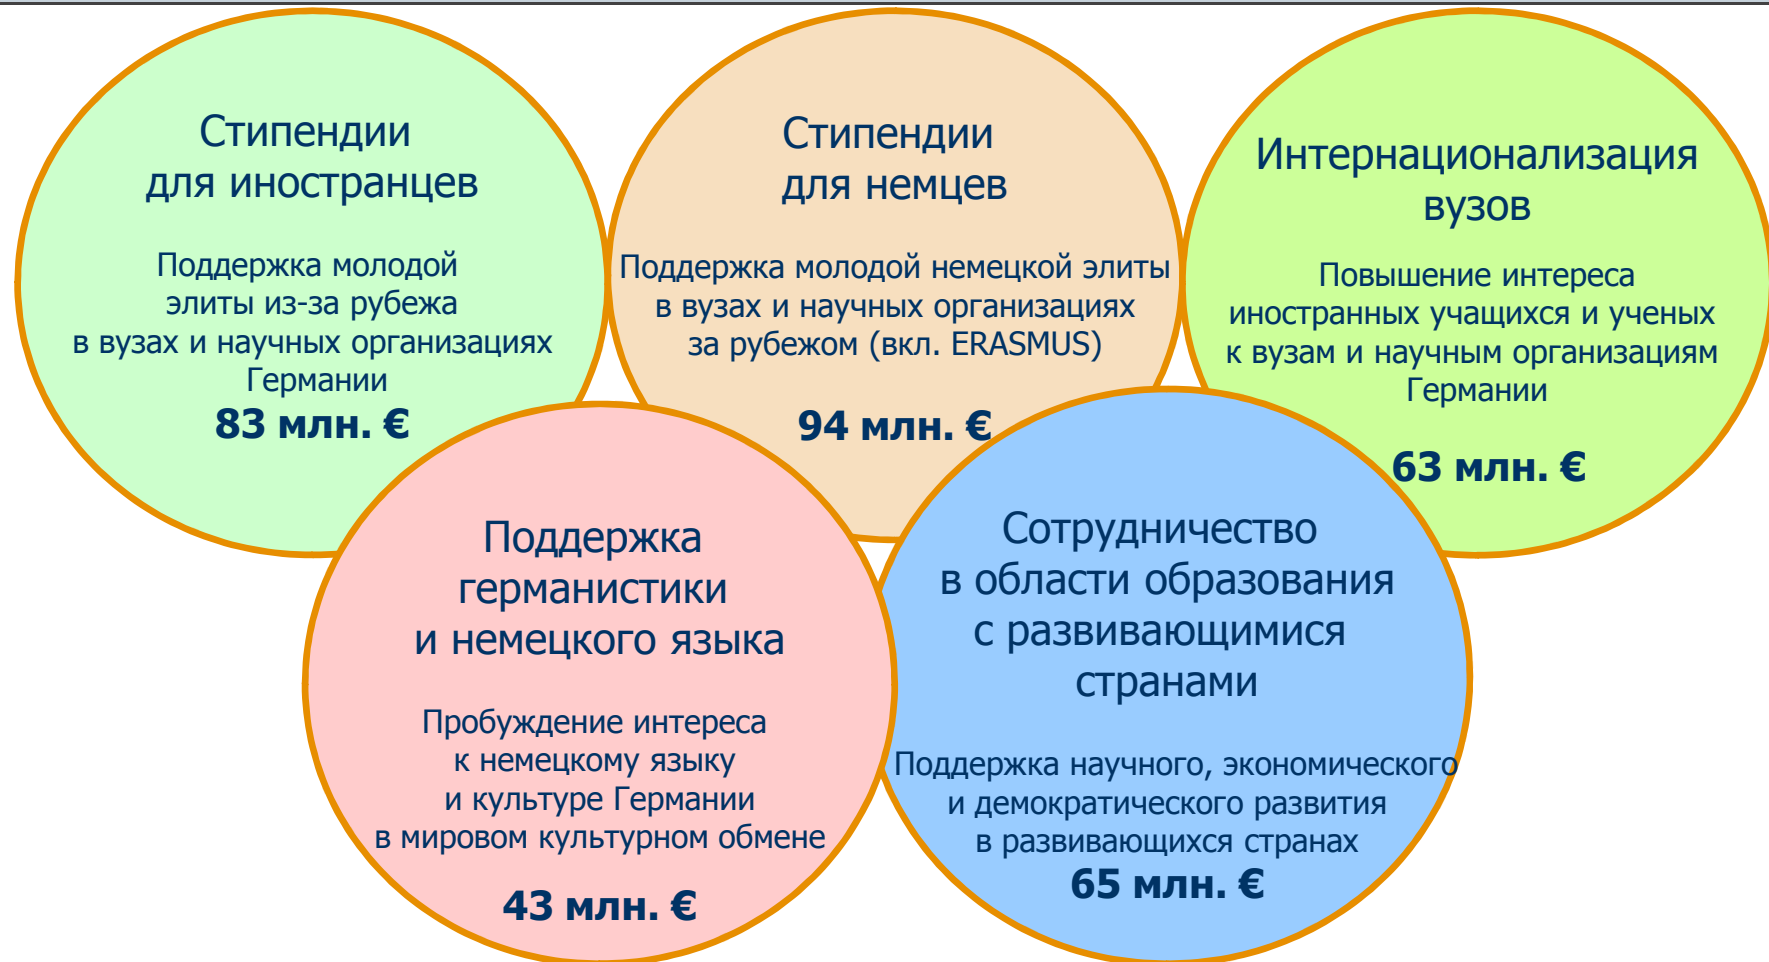 Стипендии
для иностранцев
Поддержка молодой
элиты из-за рубежа
в вузах и научных организациях
Германии
83 млн. €
Стипендии
для немцев
Поддержка молодой немецкой элиты
в вузах и научных организациях
за рубежом (вкл. ERASMUS)
94 млн. €
Интернационализация
вузов
Повышение интереса
иностранных учащихся и ученых
к вузам и научным организациям
Германии
63 млн. €
Поддержка
германистики
и немецкого языка
Пробуждение интереса
к немецкому языку
и культуре Германии
в мировом культурном обмене
43 млн. €
Сотрудничество
в области образования
с развивающимися
странами
Поддержка научного, экономического
и демократического развития
в развивающихся странах
65 млн. €